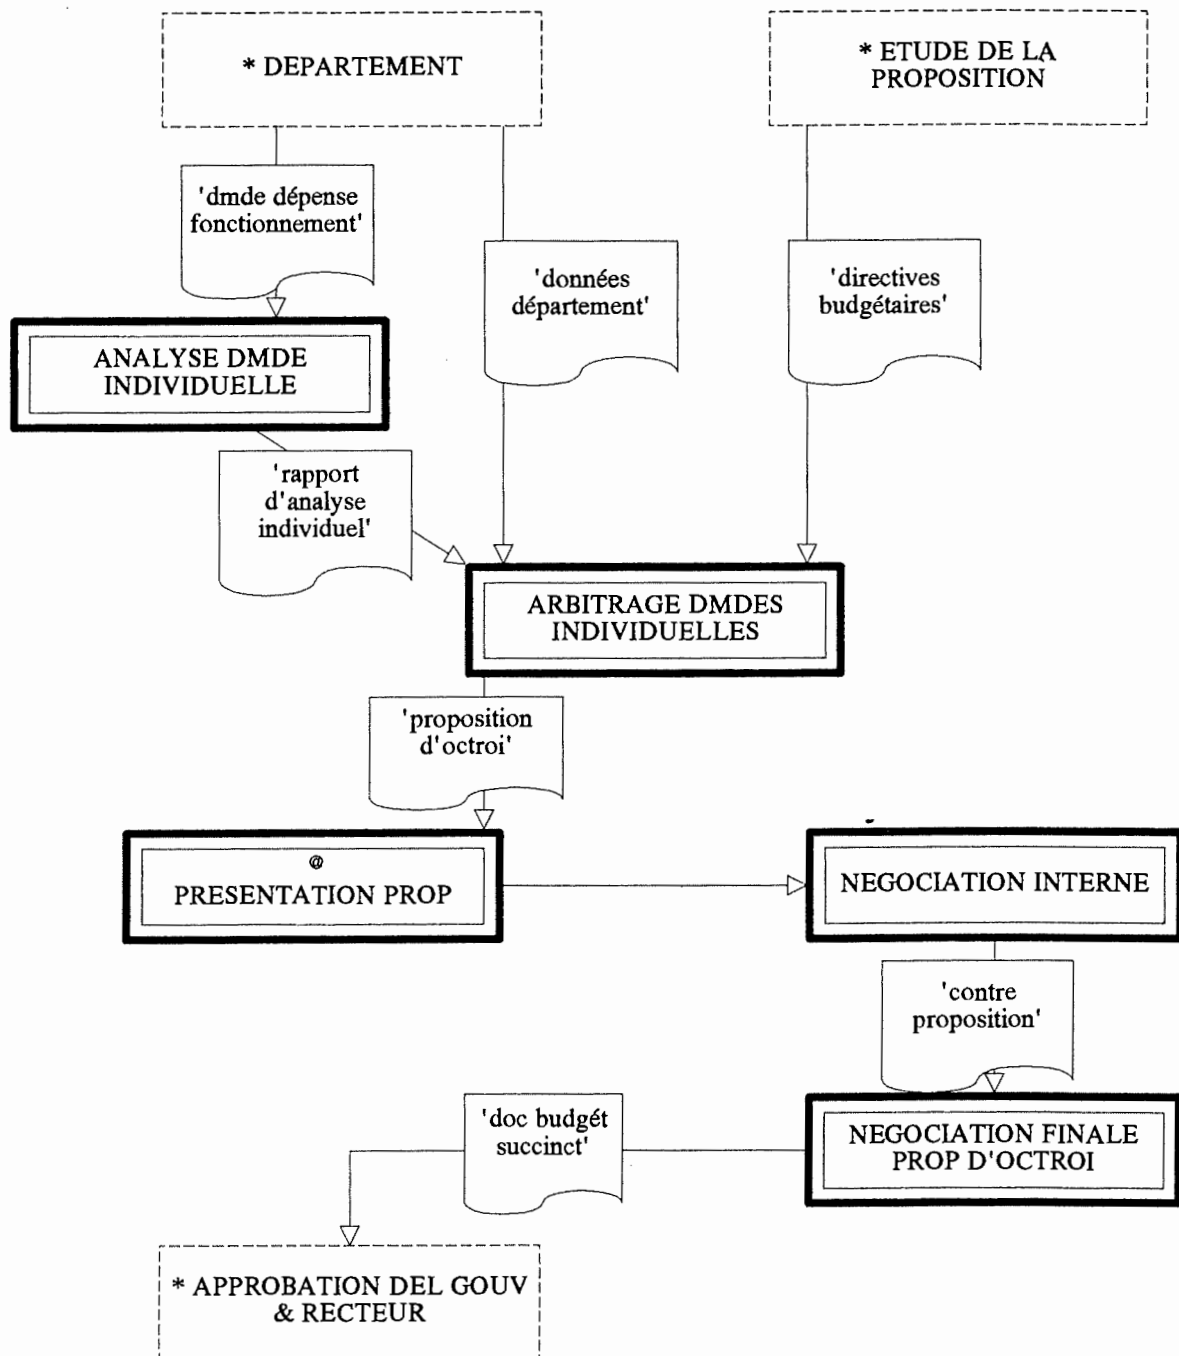 * DEPARTEMENT
* ETUDE DE LA
PROPOSITION
'dmde dépense
fonctionnement'
'données
département'
'directives
budgétaires'
ANALYSE DMDE
INDIVIDUELLE
'rapport
d'analyse
individuel'
ARBITRAGE DMDES
INDIVIDUELLES
'proposition
d'octroi'
@
PRESENTATION PROP
NEGOCIATION INTERNE
'contre
proposition'
NEGOCIATION FINALE
PROP D'OCTROI
'doc budgét
succinct'
* APPROBATION DEL GOUV
& RECTEUR